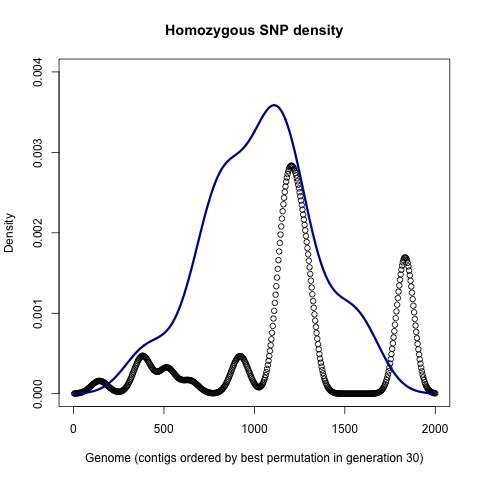 Homozygous SNP density
Density
0.004
0.003
0.002
0.001
0.000
0 500 1000 1500 2000
Genome (contigs ordered by best permutation in generation 30)